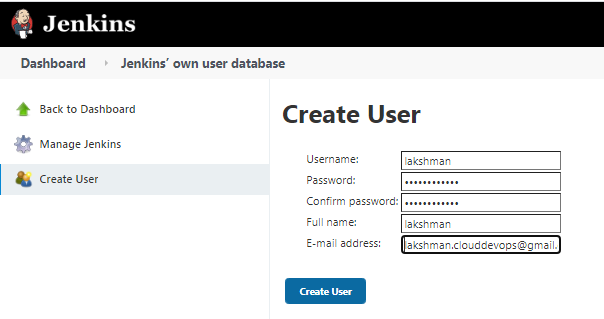 Jenkins
Dashboard Jenkins' own user database
Back to Dashboard
Manage Jenkins
Create User
Create User
Username: lakshman
Password: ••••••••••••
Confirm password: ••••••••••••
Full name: lakshman
E-mail address: lakshman.clouddevops@gmail.
Create User